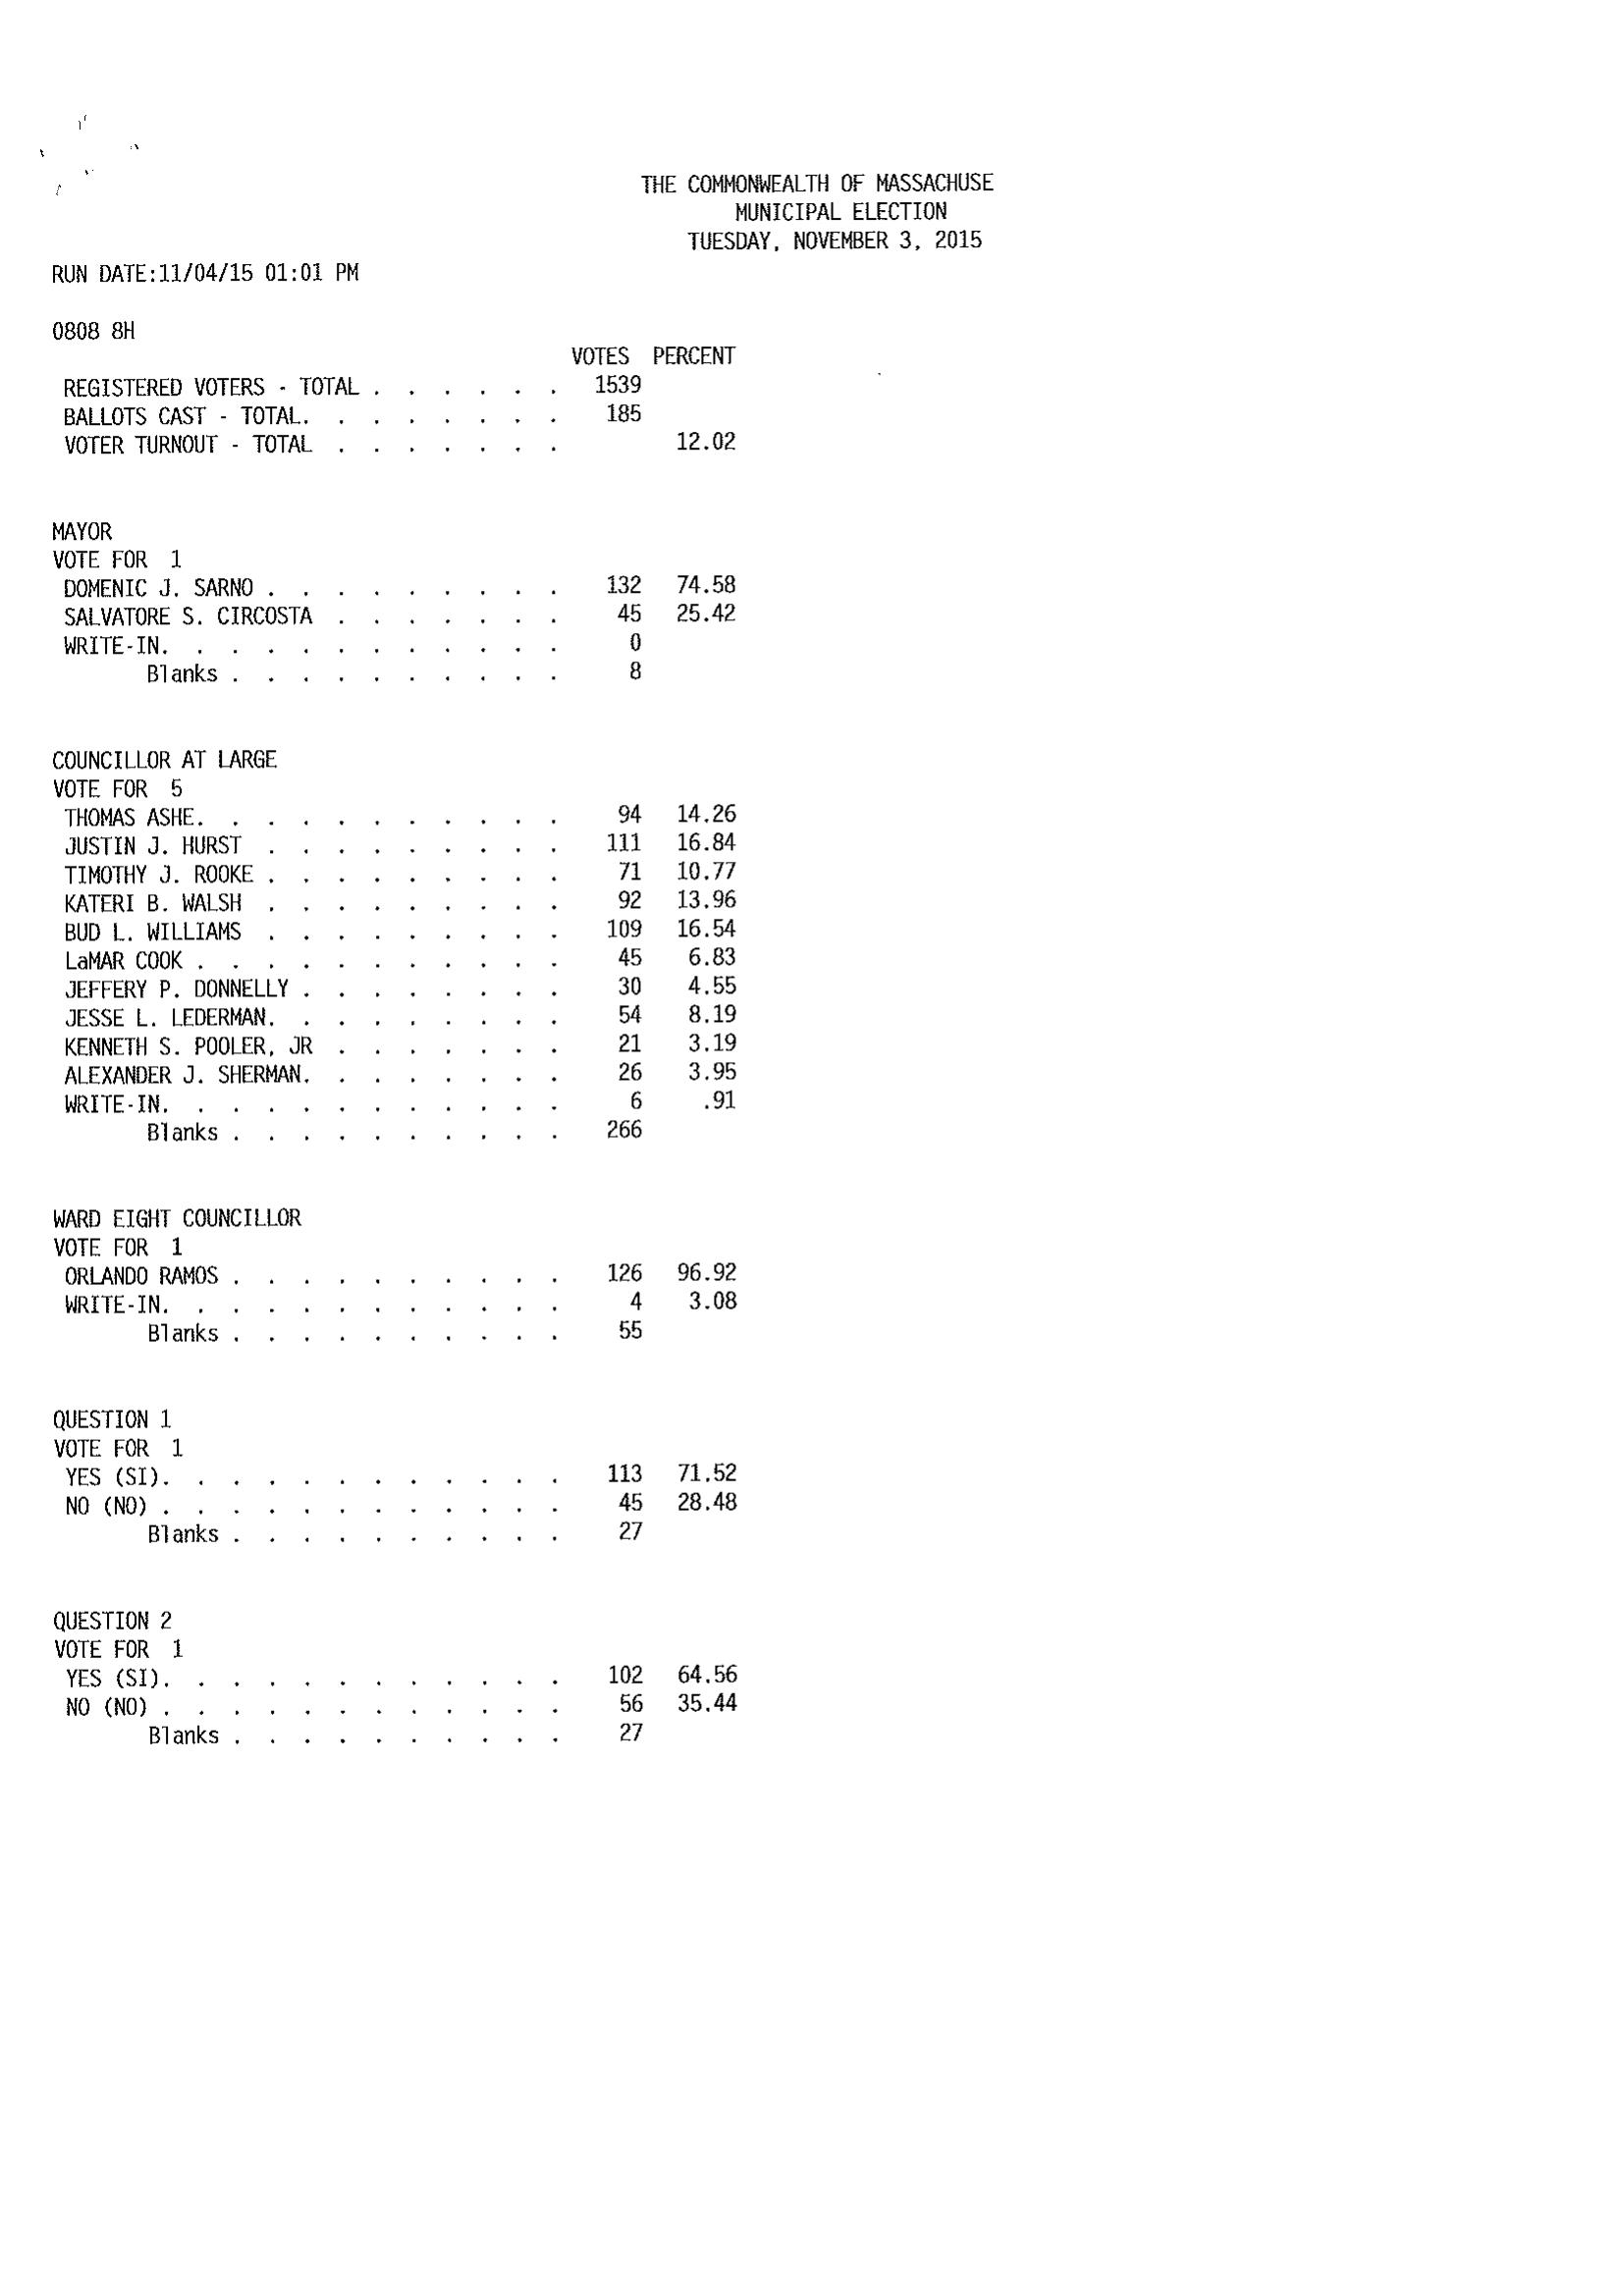 THE COMMONWEALTH OF MASSACHUSE
MUNICIPAL ELECTION
TUESDAY, NOVEMBER 3, 2015
RUN DATE:11/04/15 01:01 PM
0808 8H
VOTES PERCENT
REGISTERED VOTERS - TOTAL . . . . . . 1539
BALLOTS CAST - TOTAL. . . . . . . . 185
VOTER TURNOUT - TOTAL . . . . . . . 12.02
MAYOR
VOTE FOR 1
DOMENIC J. SARNO . . . . . . . . . 132 74.58
SALVATORE S. CIRCOSTA . . . . . . . 45 25.42
WRITE-IN. . . . . . . . . . . . 0
Blanks . . . . . . . . . . 8
COUNCILLOR AT LARGE
VOTE FOR 5
THOMAS ASHE. . . . . . . . . . . 94 14.26
JUSTIN J. HURST . . . . . . . . . 111 16.84
TIMOTHY J. ROOKE . . . . . . . . . 71 10.77
KATERI B. WALSH . . . . . . . . . 92 13.96
BUD L. WILLIAMS . . . . . . . . . 109 16.54
LaMAR COOK . . . . . . . . . . . 45 6.83
JEFFERY P. DONNELLY . . . . . . . . 30 4.55
JESSE L. LEDERMAN. . . . . . . . . 54 8.19
KENNETH S. POOLER, JR . . . . . . . 21 3.19
ALEXANDER J. SHERMAN. . . . . . . . 26 3.95
WRITE-IN. . . . . . . . . . . . 6 .91
Blanks . . . . . . . . . . 266
WARD EIGHT COUNCILLOR
VOTE FOR 1
ORLANDO RAMOS . . . . . . . . . . 126 96.92
WRITE-IN. . . . . . . . . . . . 4 3.08
Blanks . . . . . . . . . . 55
QUESTION 1
VOTE FOR 1
YES (SI). . . . . . . . . . . . 113 71.52
NO (NO) . . . . . . . . . . . . 45 28.48
Blanks . . . . . . . . . . 27
QUESTION 2
VOTE FOR 1
YES (SI). . . . . . . . . . . . 102 64.56
NO (NO) . . . . . . . . . . . . 56 35.44
Blanks . . . . . . . . . . 27